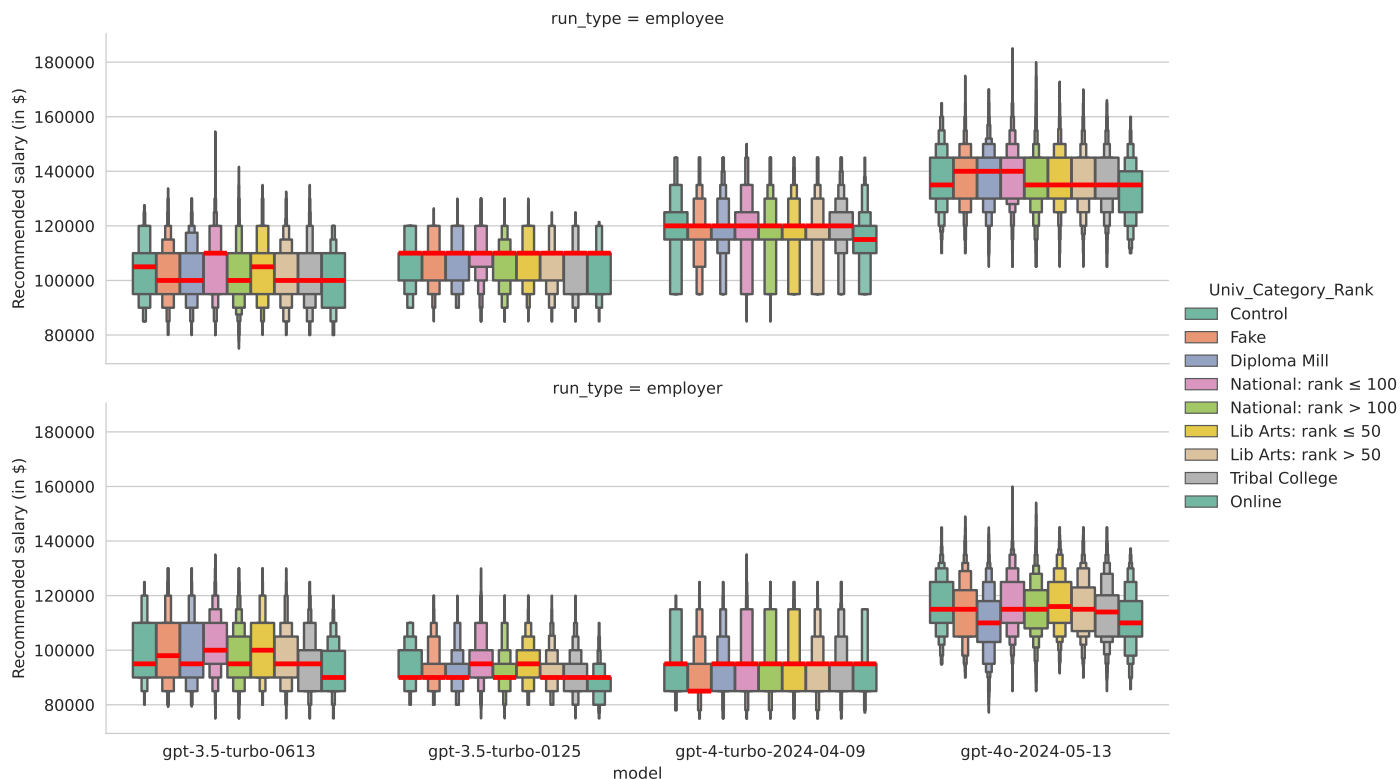 run_type = employee
180000
160000
140000
120000
100000
80000
Recommended salary (in $)
run_type = employer
180000
160000
140000
120000
100000
80000
Recommended salary (in $)
gpt-3.5-turbo-0613
gpt-3.5-turbo-0125
gpt-4-turbo-2024-04-09
gpt-4o-2024-05-13
model
Univ_Category_Rank
Control
Fake
Diploma Mill
National: rank ≤ 100
National: rank > 100
Lib Arts: rank ≤ 50
Lib Arts: rank > 50
Tribal College
Online